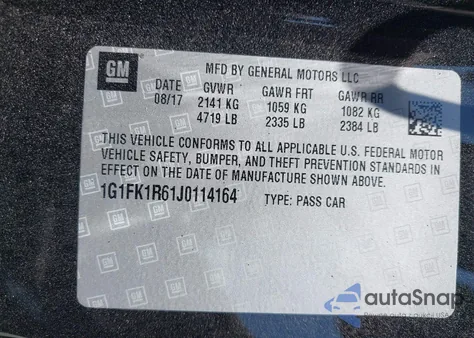 GM
MFD BY GENERAL MOTORS LLC
DATE GVWR GAWR FRT GAWR RR
08/17 2141 KG 1059 KG 1082 KG
4719 LB 2335 LB 2384 LB
THIS VEHICLE CONFORMS TO ALL APPLICABLE U.S. FEDERAL MOTOR
VEHICLE SAFETY, BUMPER, AND THEFT PREVENTION STANDARDS IN
EFFECT ON THE DATE OF MANUFACTURE SHOWN ABOVE.
1G1FK1R61J0114164 TYPE: PASS CAR
autoSnap